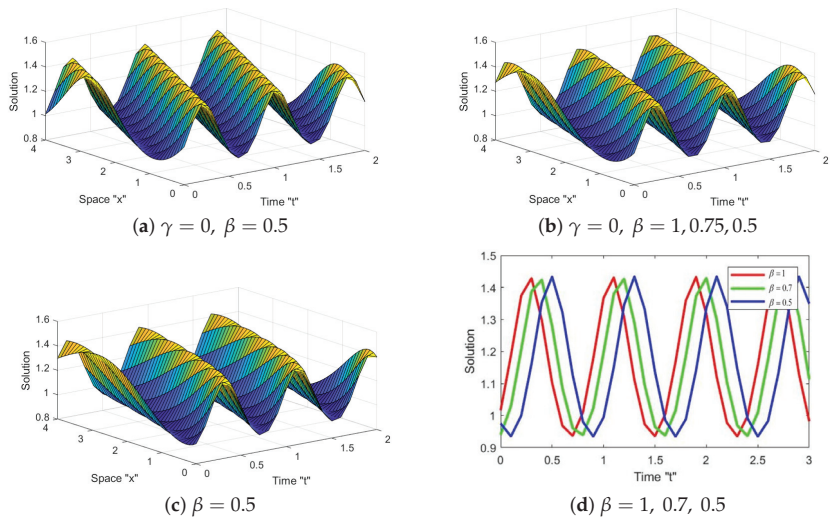 1.6
1.4
1.2
1
0.8
Solution
4
3
2
1
0
Space "x"
0
0.5
1
1.5
2
Time "t"
(a) γ = 0, β = 0.5
1.6
1.4
1.2
1
0.8
Solution
4
3
2
1
0
Space "x"
0
0.5
1
1.5
2
Time "t"
(b) γ = 0, β = 1, 0.75, 0.5
1.6
1.4
1.2
1
0.8
Solution
4
3
2
1
0
Space "x"
0
0.5
1
1.5
2
Time "t"
(c) β = 0.5
1.5
1.4
1.3
1.2
1.1
1
0.9
Solution
β = 1
β = 0.7
β = 0.5
0 0.5 1 1.5 2 2.5 3
Time "t"
(d) β = 1, 0.7, 0.5